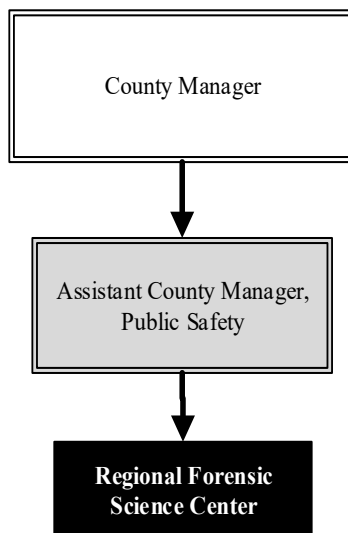 County Manager
Assistant County Manager,
Public Safety
Regional Forensic
Science Center